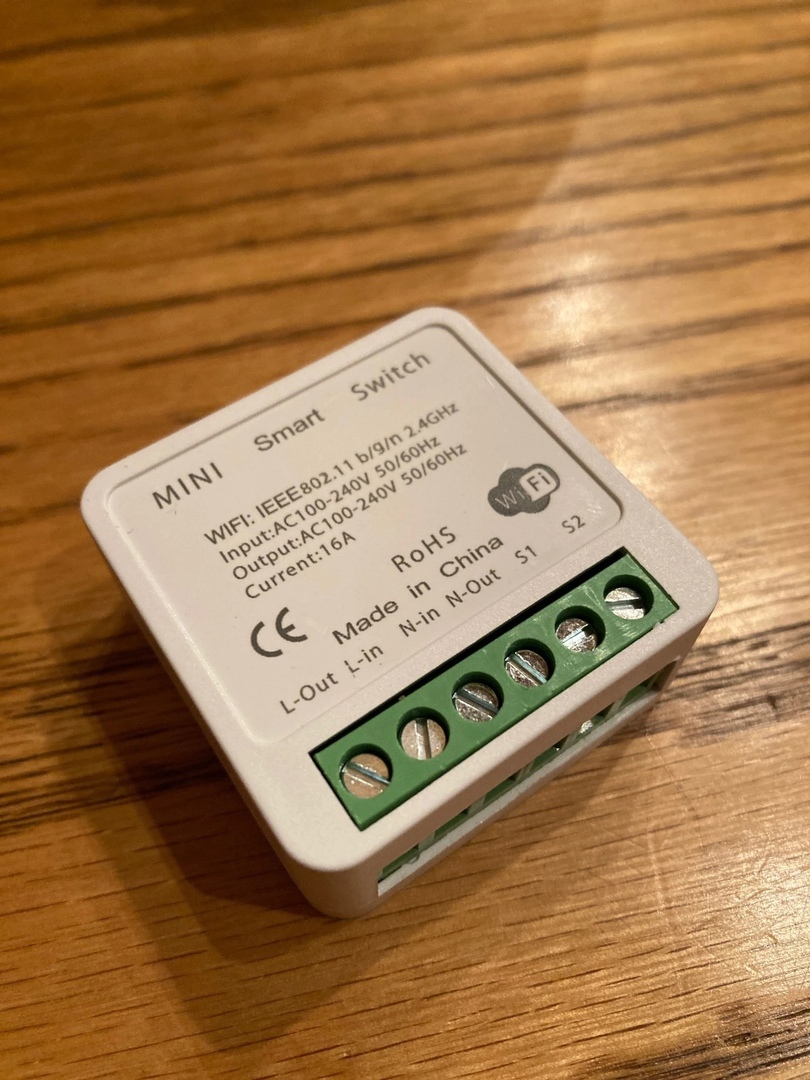 MINI Smart Switch
WIFI: IEEE802.11 b/g/n 2.4GHz
Input:AC100-240V 50/60Hz
Output:AC100-240V 50/60Hz
Current:16A
WiFi
CE RoHS
Made in China
L-Out L-in N-in N-Out S1 S2